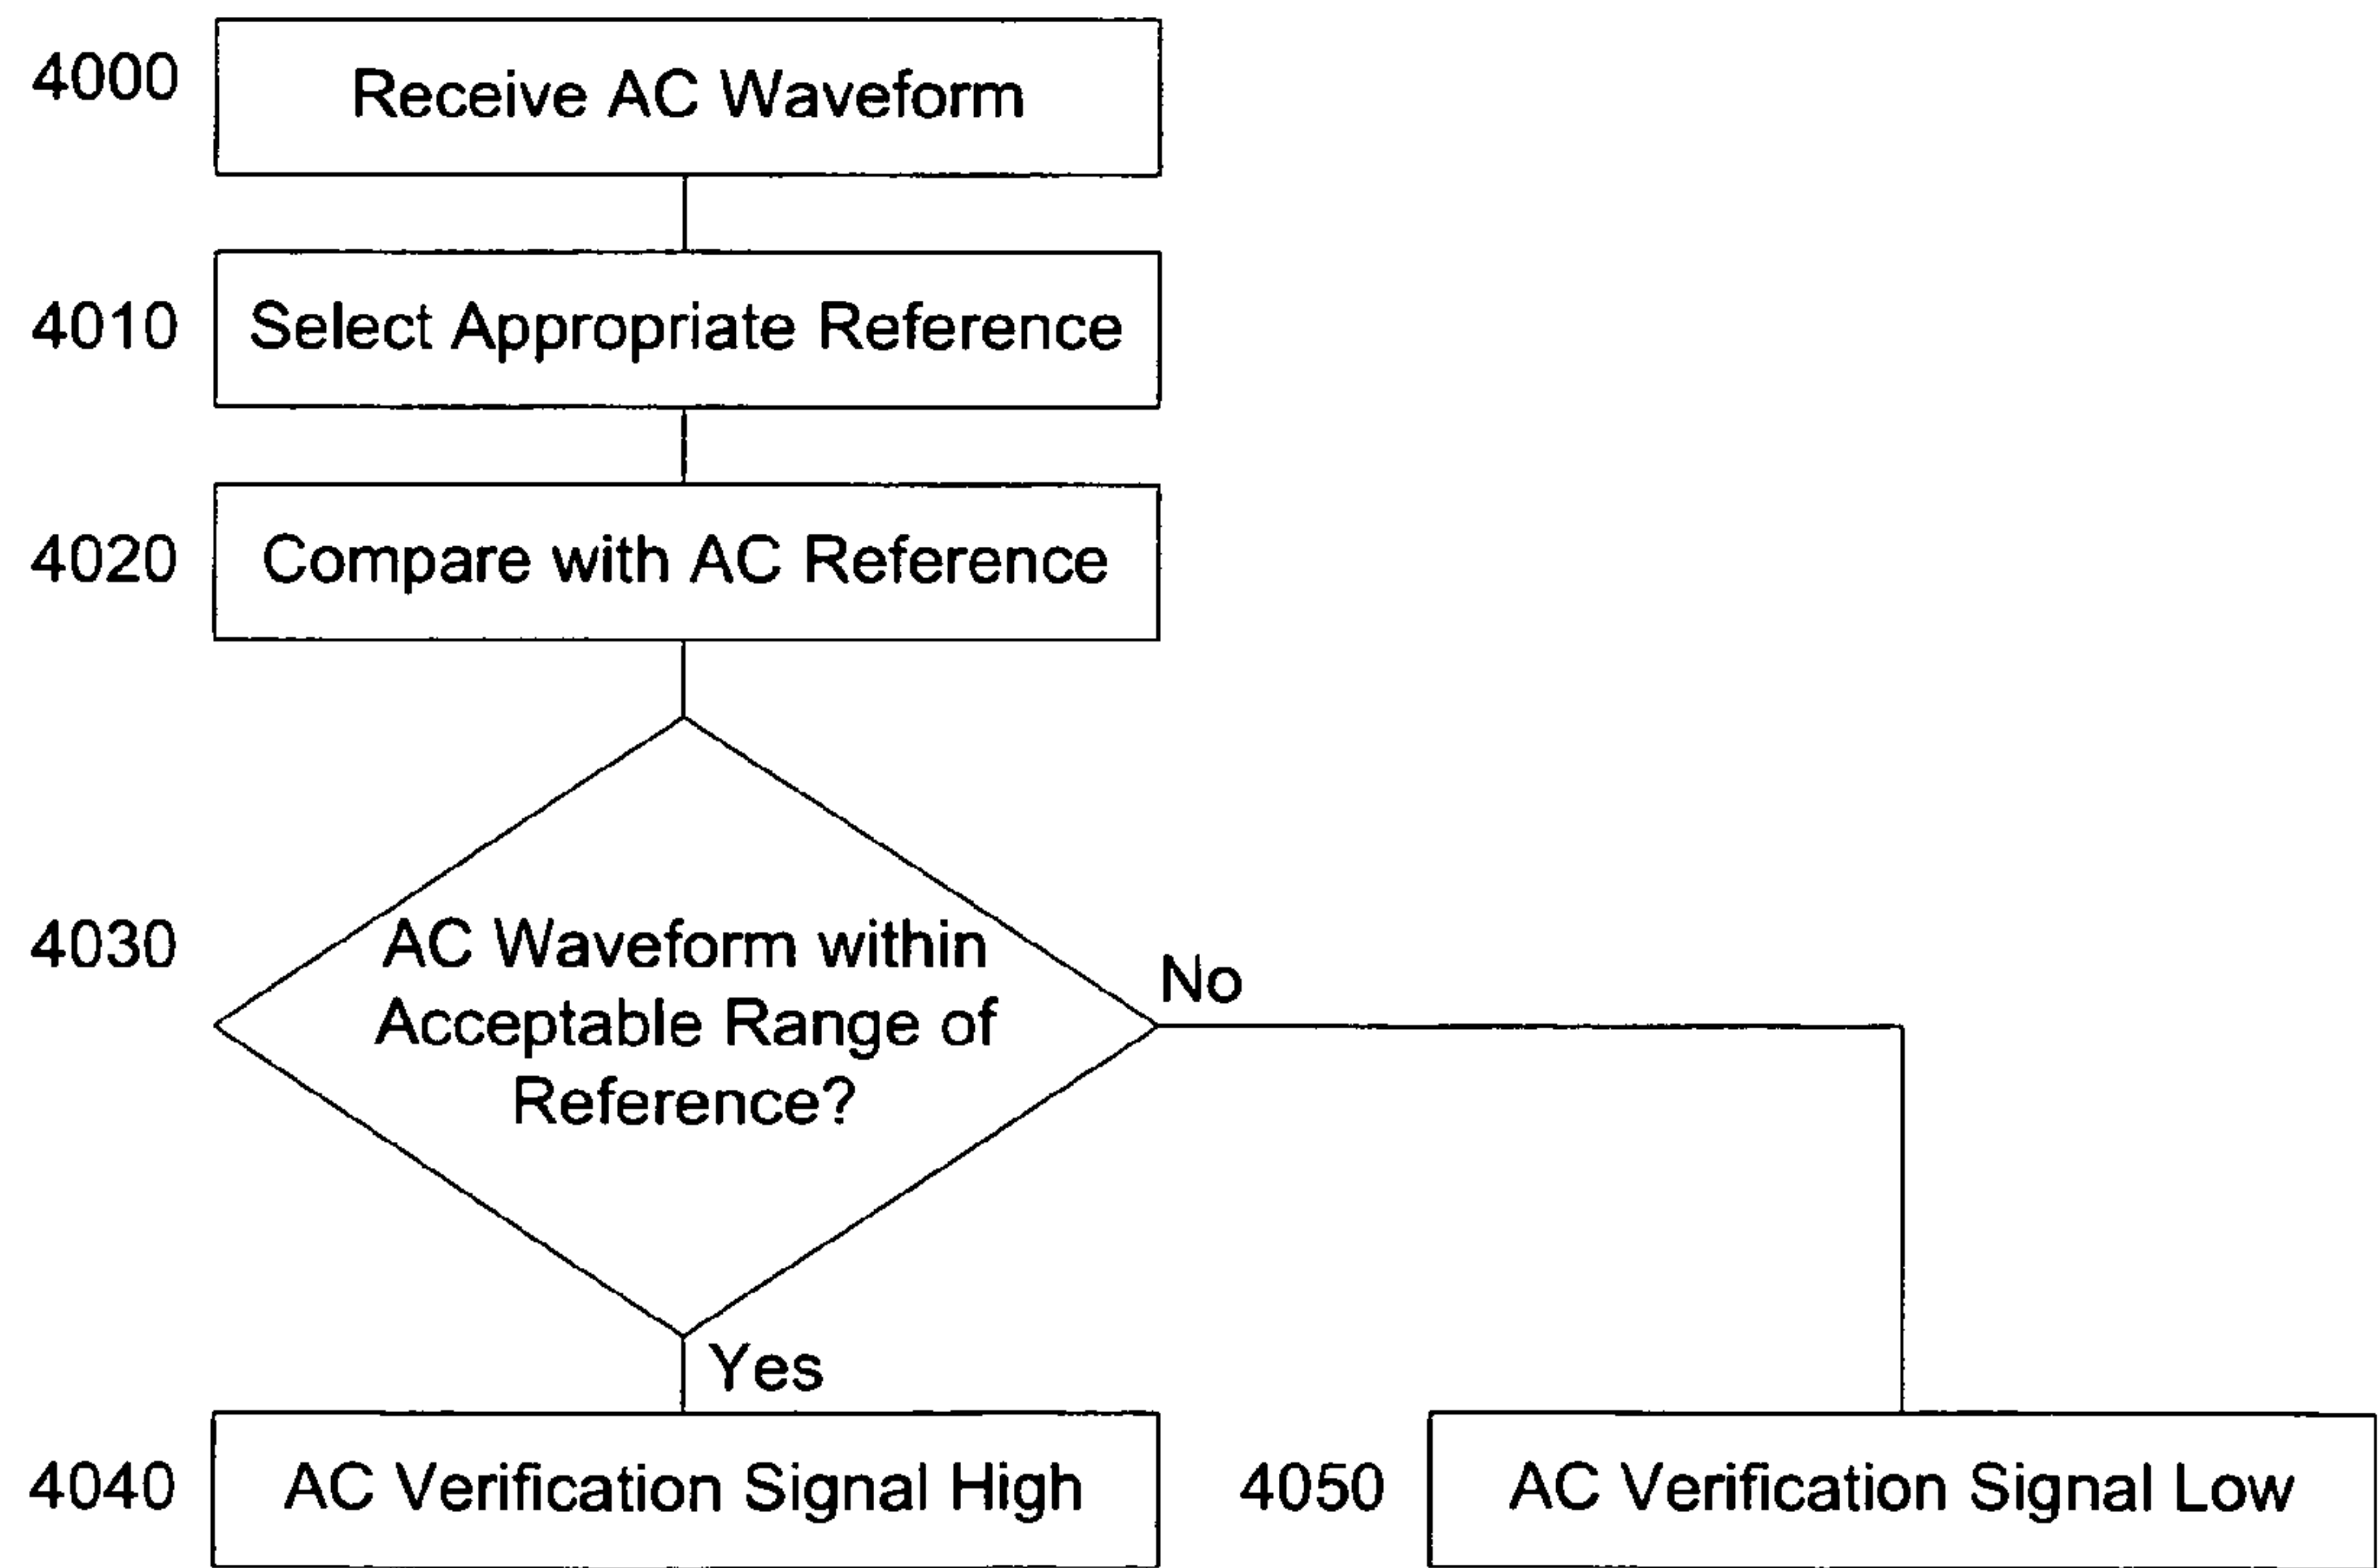 4000
Receive AC Waveform
4010
Select Appropriate Reference
4020
Compare with AC Reference
4030
AC Waveform within
Acceptable Range of
Reference?
No
Yes
4040
AC Verification Signal High
4050
AC Verification Signal Low